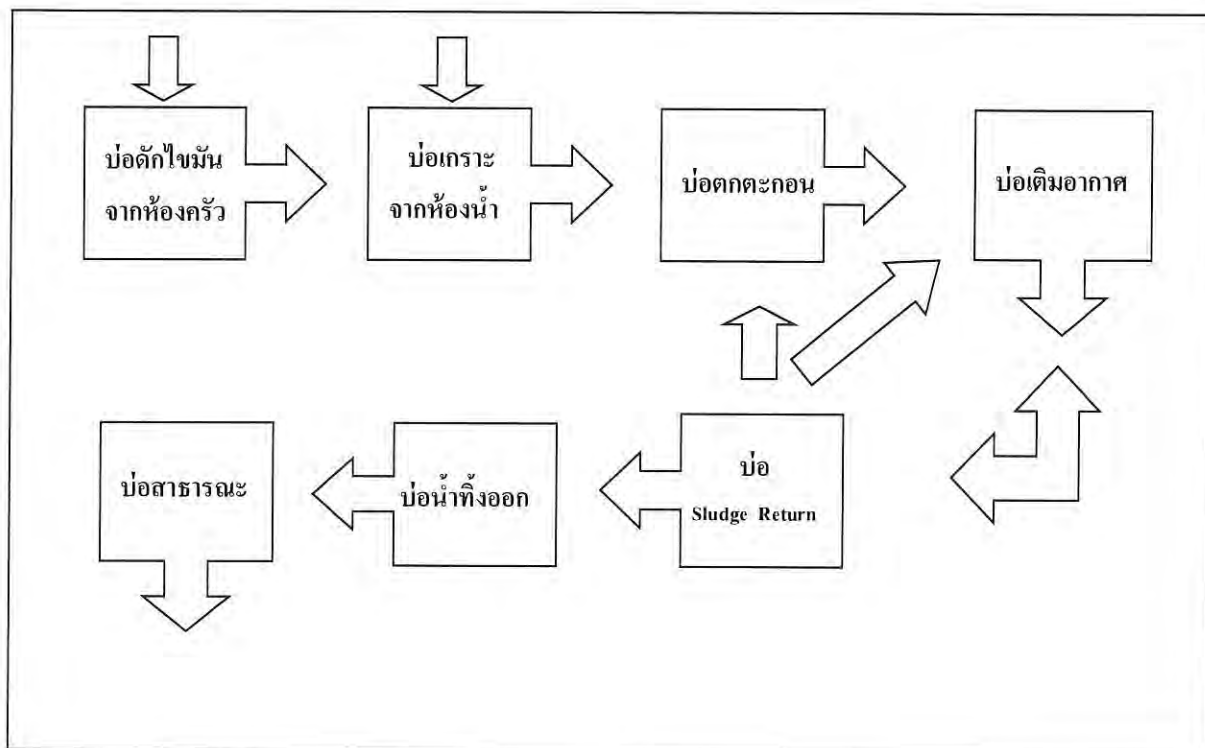 บ่อดักไขมัน
จากห้องครัว
บ่อเกราะ
จากห้องน้ำ
บ่อตกตะกอน
บ่อเติมอากาศ
บ่อสาธารณะ
บ่อน้ำทิ้งออก
บ่อ
Sludge Return